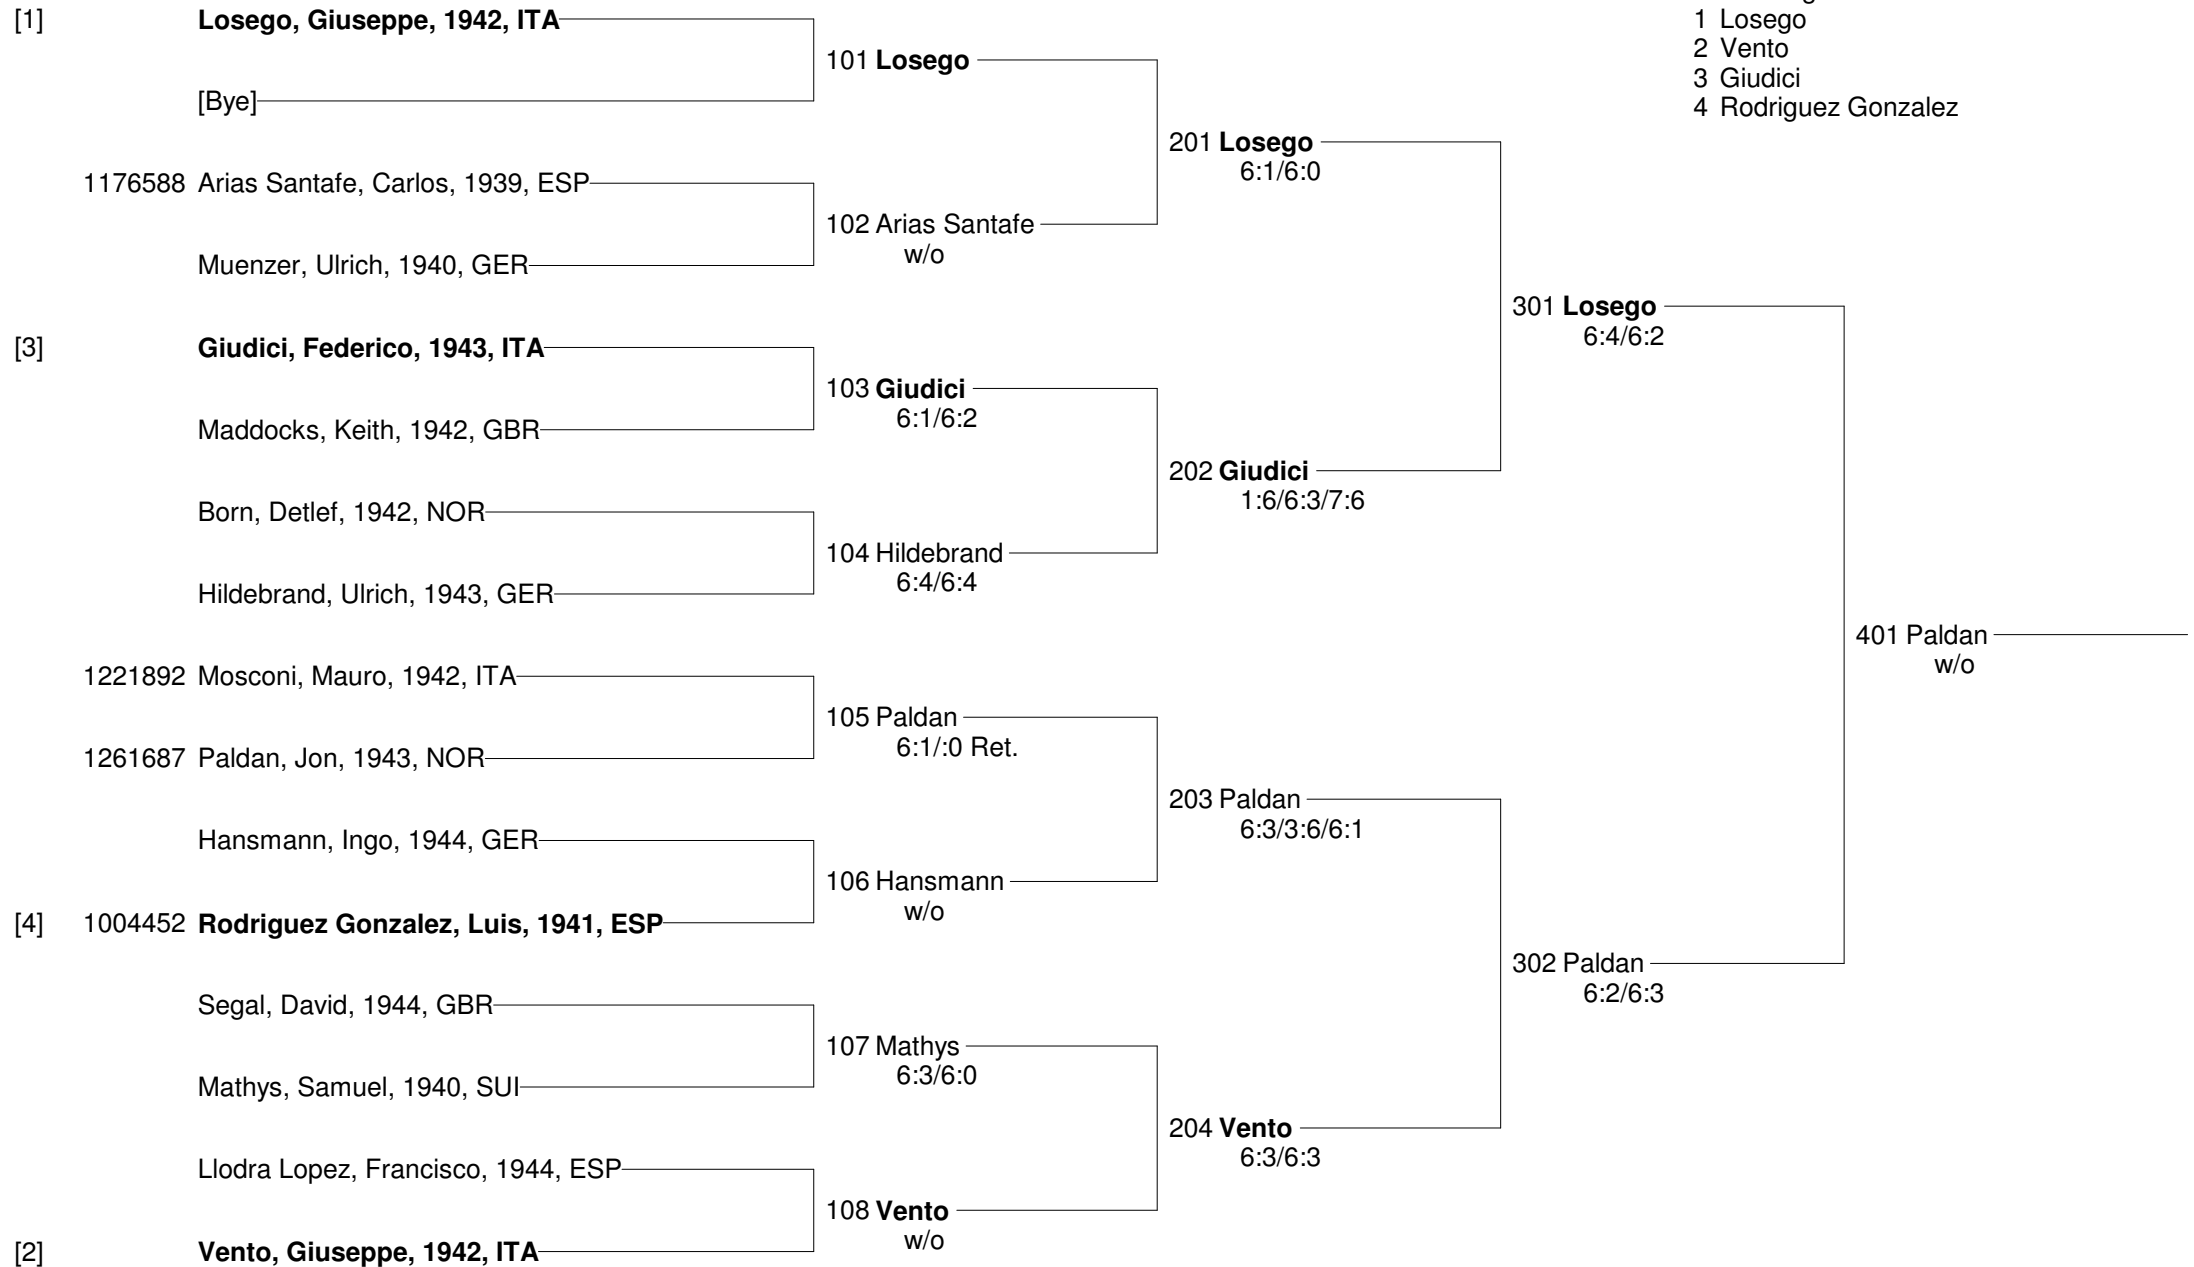 [1] Losego, Giuseppe, 1942, ITA
1 Losego
101 Losego
2 Vento
3 Giudici
[Bye]
4 Rodriguez Gonzalez
201 Losego
6:1/6:0
1176588 Arias Santafe, Carlos, 1939, ESP
102 Arias Santafe
w/o
Muenzer, Ulrich, 1940, GER
301 Losego
6:4/6:2
[3] Giudici, Federico, 1943, ITA
103 Giudici
6:1/6:2
Maddocks, Keith, 1942, GBR
202 Giudici
1:6/6:3/7:6
Born, Detlef, 1942, NOR
104 Hildebrand
6:4/6:4
Hildebrand, Ulrich, 1943, GER
401 Paldan
w/o
1221892 Mosconi, Mauro, 1942, ITA
105 Paldan
6:1/:0 Ret.
1261687 Paldan, Jon, 1943, NOR
203 Paldan
6:3/3:6/6:1
Hansmann, Ingo, 1944, GER
106 Hansmann
w/o
[4] 1004452 Rodriguez Gonzalez, Luis, 1941, ESP
302 Paldan
6:2/6:3
Segal, David, 1944, GBR
107 Mathys
6:3/6:0
Mathys, Samuel, 1940, SUI
204 Vento
6:3/6:3
Llodra Lopez, Francisco, 1944, ESP
108 Vento
w/o
[2] Vento, Giuseppe, 1942, ITA